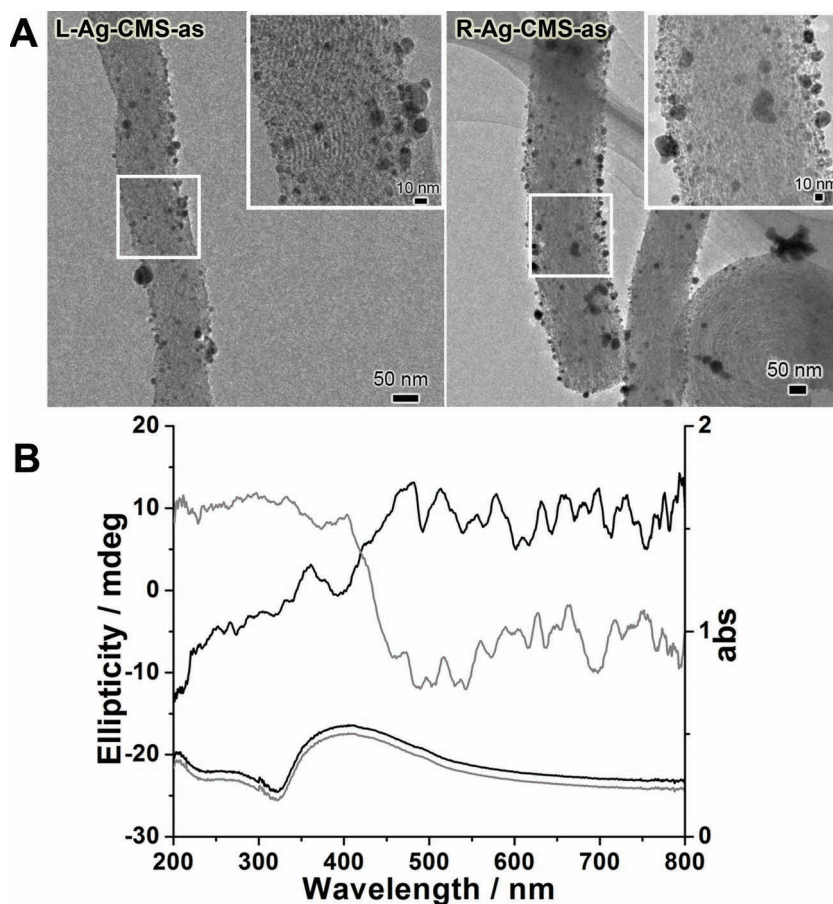 A
L-Ag-CMS-as
R-Ag-CMS-as
10 nm
10 nm
50 nm
50 nm
B
20
10
0
-10
-20
-30
Ellipticity / mdeg
2
1
0
abs
200 300 400 500 600 700 800
Wavelength / nm